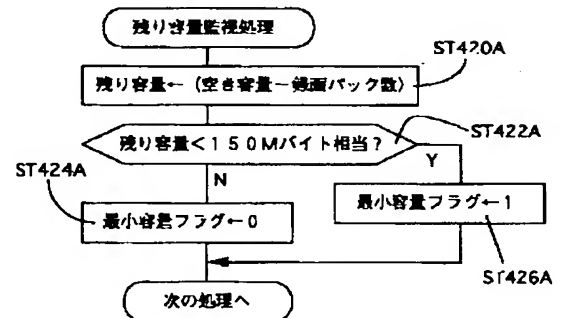 残り容量監視処理
ST420A
残り容量←(空き容量−録画パック数)
ST422A
残り容量<150Mバイト相当?
Y
N
ST424A
最小容量フラグ←0
最小容量フラグ←1
ST426A
次の処理へ